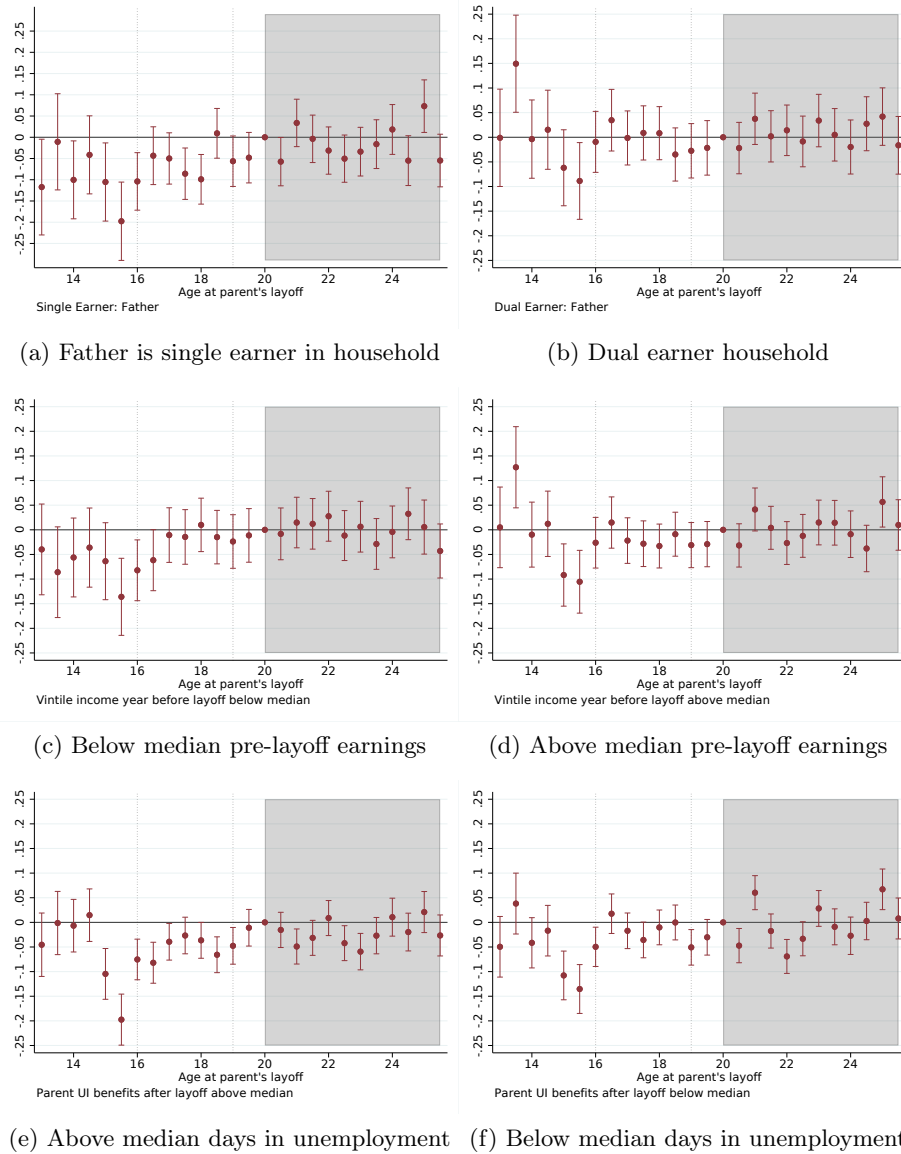 .25
.2
.15
.1
.05
0
-.05
-.1
-.15
-.2
-.25
14 16 18 20 22 24
Age at parent's layoff
Single Earner: Father
(a) Father is single earner in household
.25
.2
.15
.1
.05
0
-.05
-.1
-.15
-.2
-.25
14 16 18 20 22 24
Age at parent's layoff
Dual Earner: Father
(b) Dual earner household
.25
.2
.15
.1
.05
0
-.05
-.1
-.15
-.2
-.25
14 16 18 20 22 24
Age at parent's layoff
Vintile income year before layoff below median
(c) Below median pre-layoff earnings
.25
.2
.15
.1
.05
0
-.05
-.1
-.15
-.2
-.25
14 16 18 20 22 24
Age at parent's layoff
Vintile income year before layoff above median
(d) Above median pre-layoff earnings
.25
.2
.15
.1
.05
0
-.05
-.1
-.15
-.2
-.25
14 16 18 20 22 24
Age at parent's layoff
Parent UI benefits after layoff above median
(e) Above median days in unemployment
.25
.2
.15
.1
.05
0
-.05
-.1
-.15
-.2
-.25
14 16 18 20 22 24
Age at parent's layoff
Parent UI benefits after layoff below median
(f) Below median days in unemployment